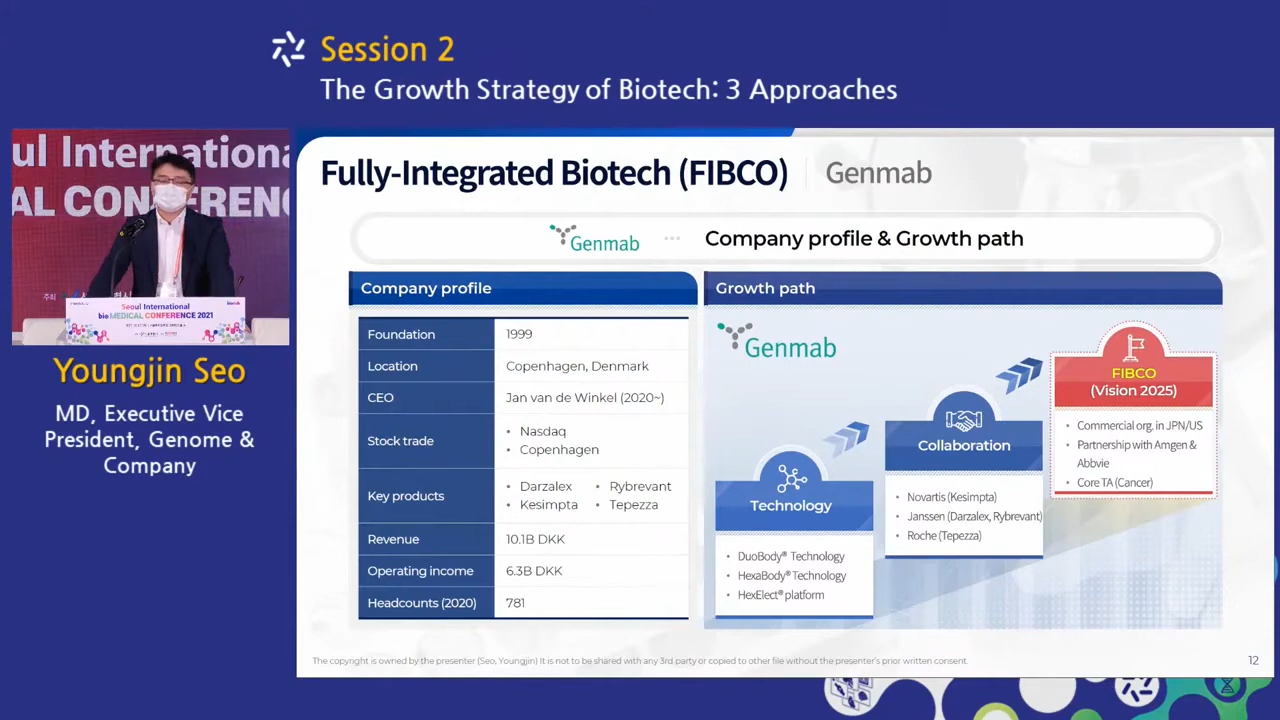 Session 2
The Growth Strategy of Biotech: 3 Approaches
ul Internationa
AL CONFERENC
주최
Seoul International
bio MEDICAL CONFERENCE 2021
Youngjin Seo
MD, Executive Vice
President, Genome &
Company
Fully-Integrated Biotech (FIBCO) Genmab
Genmab ··· Company profile & Growth path
Company profile
Foundation 1999
Location Copenhagen, Denmark
CEO Jan van de Winkel (2020~)
Stock trade
• Nasdaq
• Copenhagen
Key products
• Darzalex • Rybrevant
• Kesimpta • Tepezza
Revenue 10.1B DKK
Operating income 6.3B DKK
Headcounts (2020) 781
Growth path
Genmab
Technology
• DuoBody® Technology
• HexaBody® Technology
• HexElect® platform
Collaboration
• Novartis (Kesimpta)
• Janssen (Darzalex, Rybrevant)
• Roche (Tepezza)
FIBCO
(Vision 2025)
• Commercial org. in JPN/US
• Partnership with Amgen &
Abbvie
• Core TA (Cancer)
The copyright is owned by the presenter (Seo, Youngjin) It is not to be shared with any 3rd party or copied to other file without the presenter's prior written consent.
12